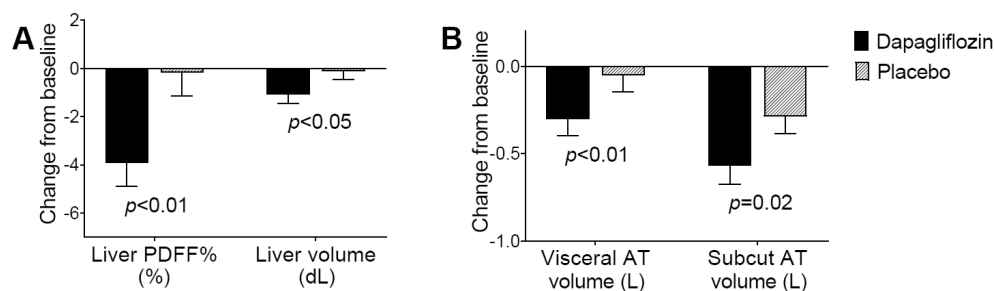 A
Change from baseline
2
0
-2
-4
-6
p<0.05
p<0.01
Liver PDFF%
(%)
Liver volume
(dL)
B
Change from baseline
0.0
-0.5
-1.0
p<0.01
p=0.02
Visceral AT
volume (L)
Subcut AT
volume (L)
Dapagliflozin
Placebo